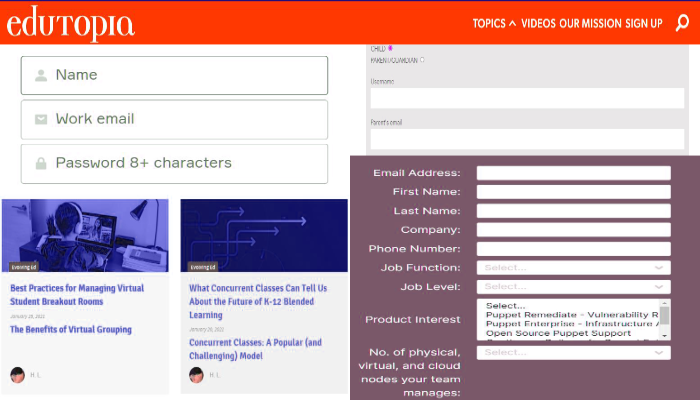 edutopia
TOPICS VIDEOS OUR MISSION SIGN UP
Name
Work email
Password 8+ characters
CHILD
PARENT/GUARDIAN
Username
Parent's email
Evening Ed
Best Practices for Managing Virtual
Student Breakout Rooms
January 28, 2021
The Benefits of Virtual Grouping
H. L.
Evening Ed
What Concurrent Classes Can Tell Us
About the Future of K-12 Blended
Learning
January 28, 2021
Concurrent Classes: A Popular (and
Challenging) Model
H. L.
Email Address:
First Name:
Last Name:
Company:
Phone Number:
Job Function: Select...
Job Level: Select...
Product Interest
Select...
Puppet Remediate - Vulnerability R
Puppet Enterprise - Infrastructure
Open Source Puppet Support
No. of physical,
virtual, and cloud
nodes your team
manages:
Select...